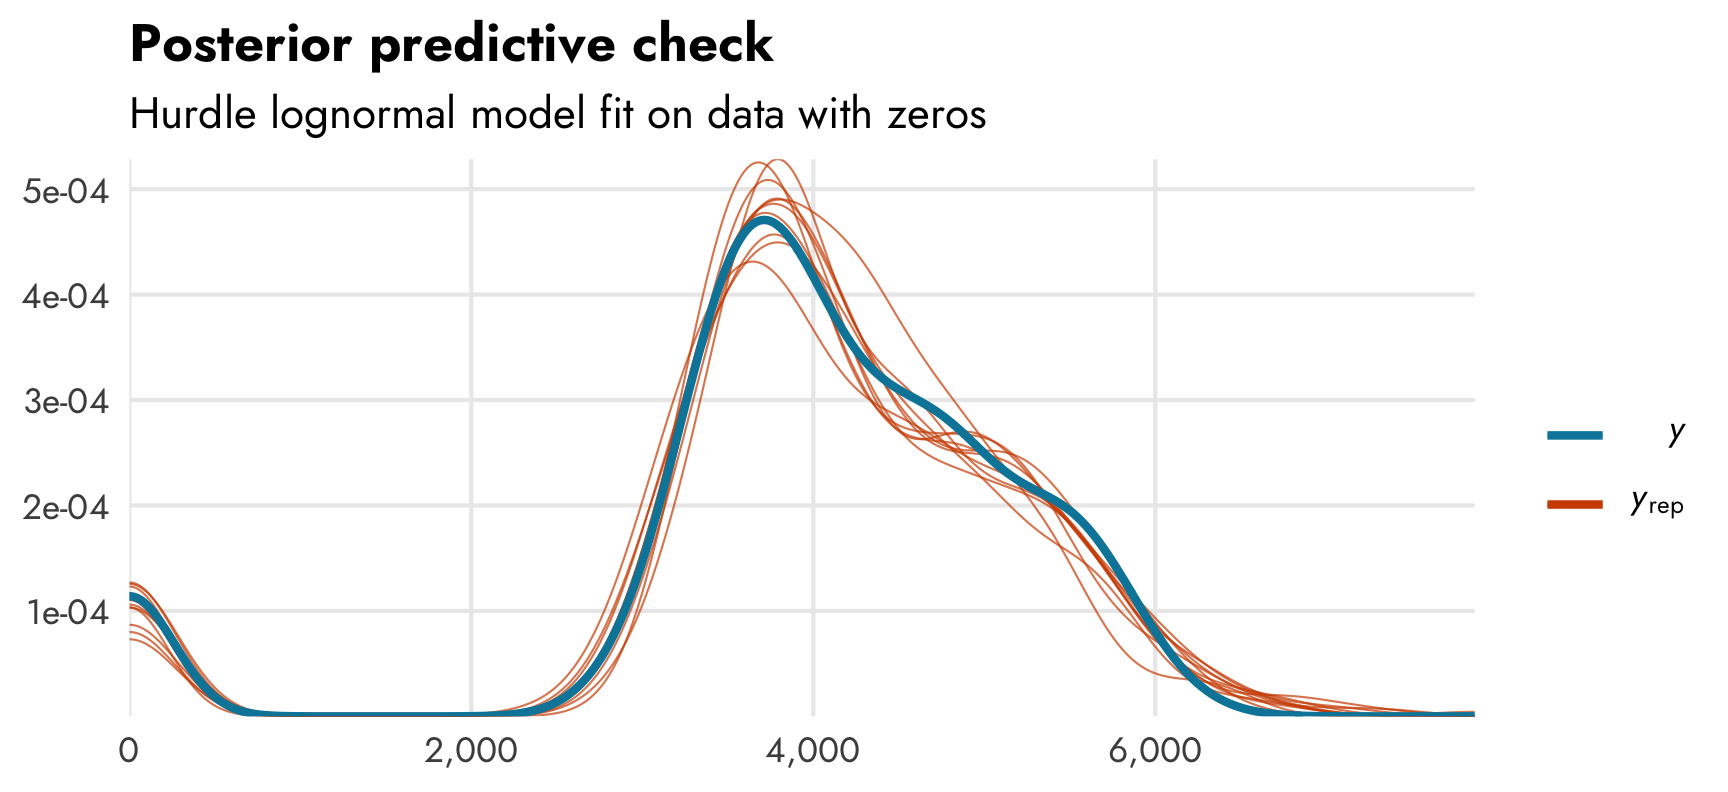 Posterior predictive check
Hurdle lognormal model fit on data with zeros
5e-04
4e-04
3e-04
2e-04
1e-04
0
2,000
4,000
6,000
y
y rep